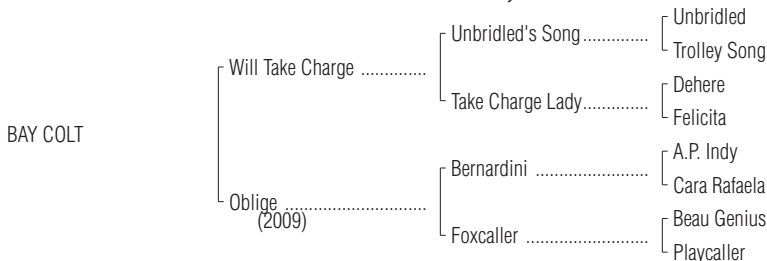 Unbridled
Unbridled's Song..............
Trolley Song
Will Take Charge ..............
Dehere
Take Charge Lady..............
Felicita
BAY COLT
A.P. Indy
Bernardini ........................
Cara Rafaela
Oblige ..............................
(2009)
Beau Genius
Foxcaller ..........................
Playcaller